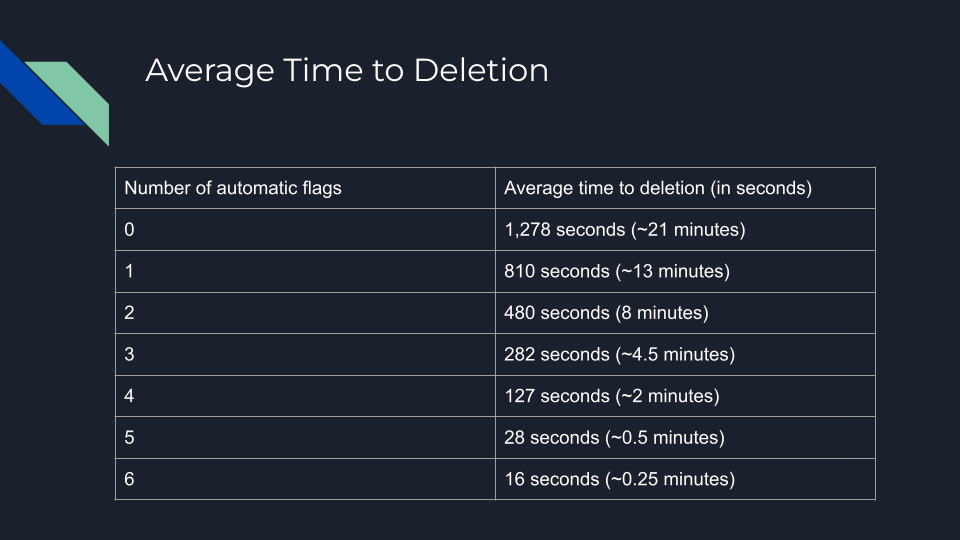 Average Time to Deletion
Number of automatic flags
Average time to deletion (in seconds)
0
1,278 seconds (~21 minutes)
1
810 seconds (~13 minutes)
2
480 seconds (8 minutes)
3
282 seconds (~4.5 minutes)
4
127 seconds (~2 minutes)
5
28 seconds (~0.5 minutes)
6
16 seconds (~0.25 minutes)